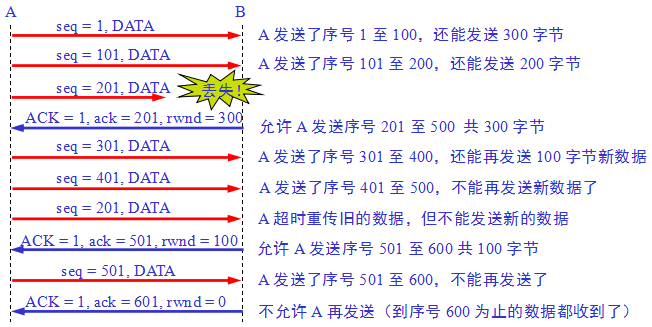 A B
seq = 1, DATA A 发送了序号 1 至 100，还能发送 300 字节
seq = 101, DATA A 发送了序号 101 至 200，还能发送 200 字节
seq = 201, DATA 丢失！
ACK = 1, ack = 201, rwnd = 300 允许 A 发送序号 201 至 500 共 300 字节
seq = 301, DATA A 发送了序号 301 至 400，还能再发送 100 字节新数据
seq = 401, DATA A 发送了序号 401 至 500，不能再发送新数据了
seq = 201, DATA A 超时重传旧的数据，但不能发送新的数据
ACK = 1, ack = 501, rwnd = 100 允许 A 发送序号 501 至 600 共 100 字节
seq = 501, DATA A 发送了序号 501 至 600，不能再发送了
ACK = 1, ack = 601, rwnd = 0 不允许 A 再发送（到序号 600 为止的数据都收到了）